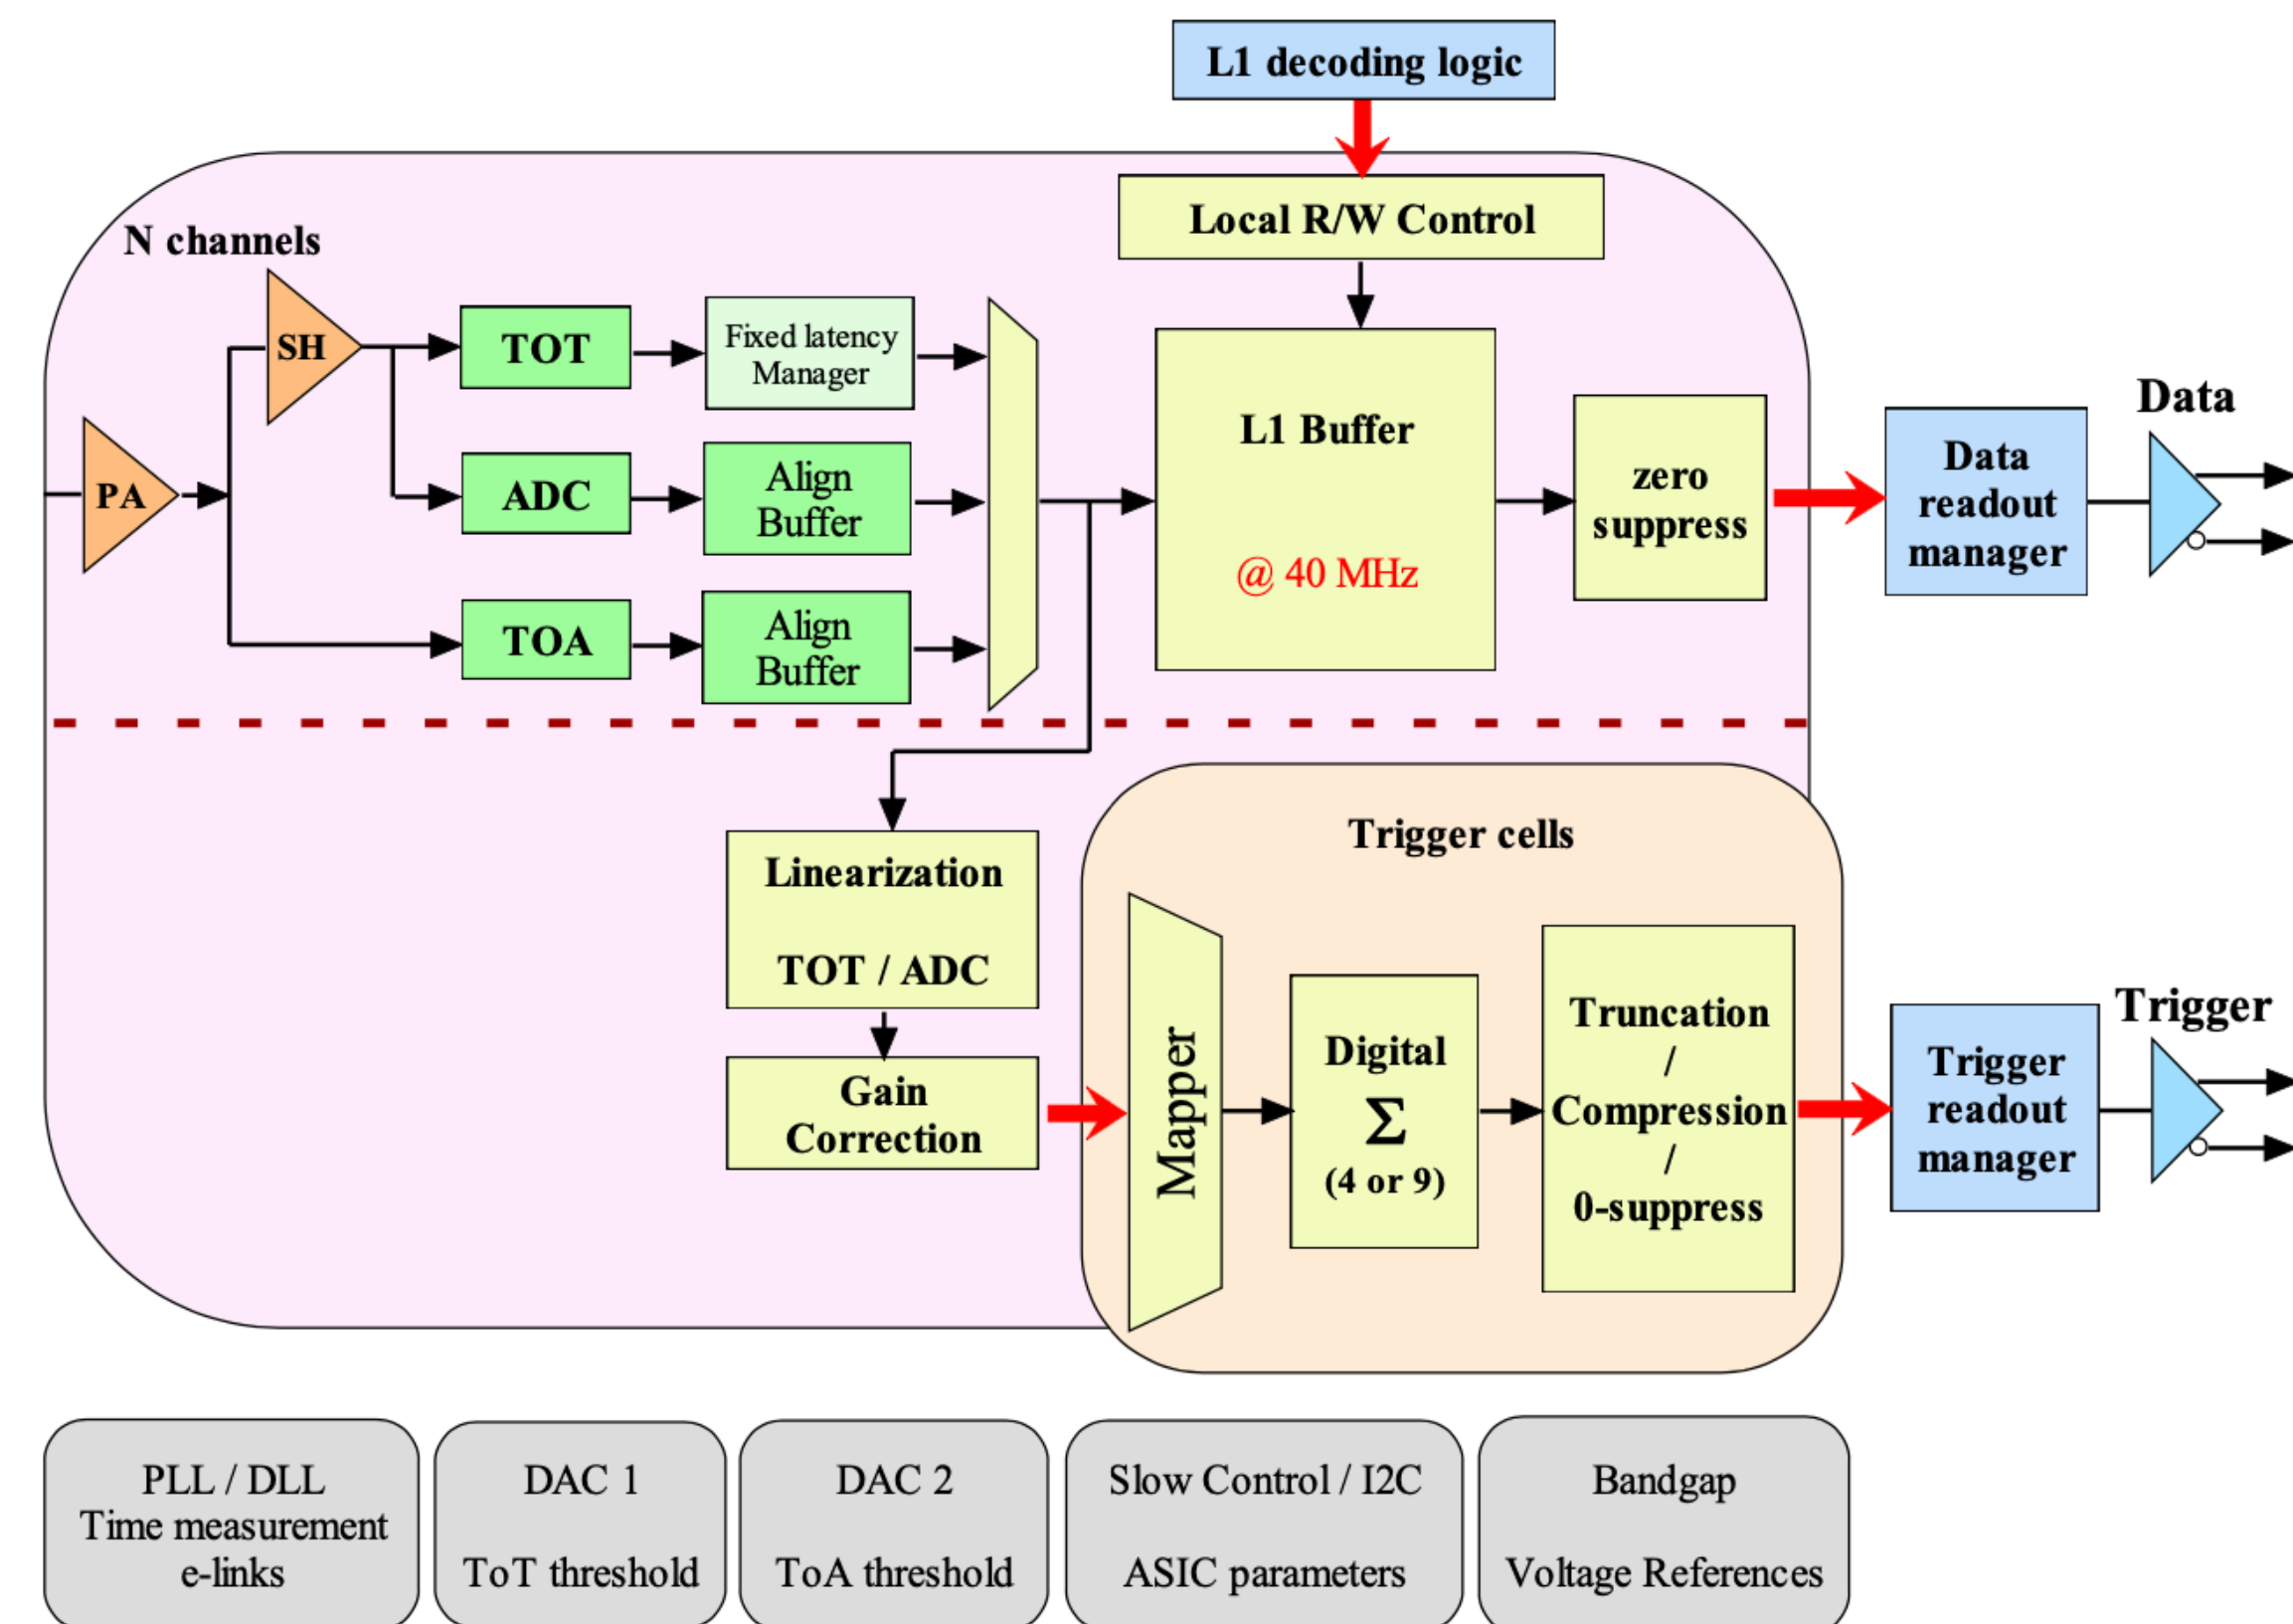 L1 decoding logic
Local R/W Control
N channels
SH
TOT
Fixed latency
Manager
PA
ADC
Align
Buffer
TOA
Align
Buffer
L1 Buffer
@ 40 MHz
zero
suppress
Data
readout
manager
Data
Linearization
TOT / ADC
Gain
Correction
Trigger cells
Mapper
Digital
Σ
(4 or 9)
Truncation
/
Compression
/
0-suppress
Trigger
readout
manager
Trigger
PLL / DLL
Time measurement
e-links
DAC 1
ToT threshold
DAC 2
ToA threshold
Slow Control / I2C
ASIC parameters
Bandgap
Voltage References